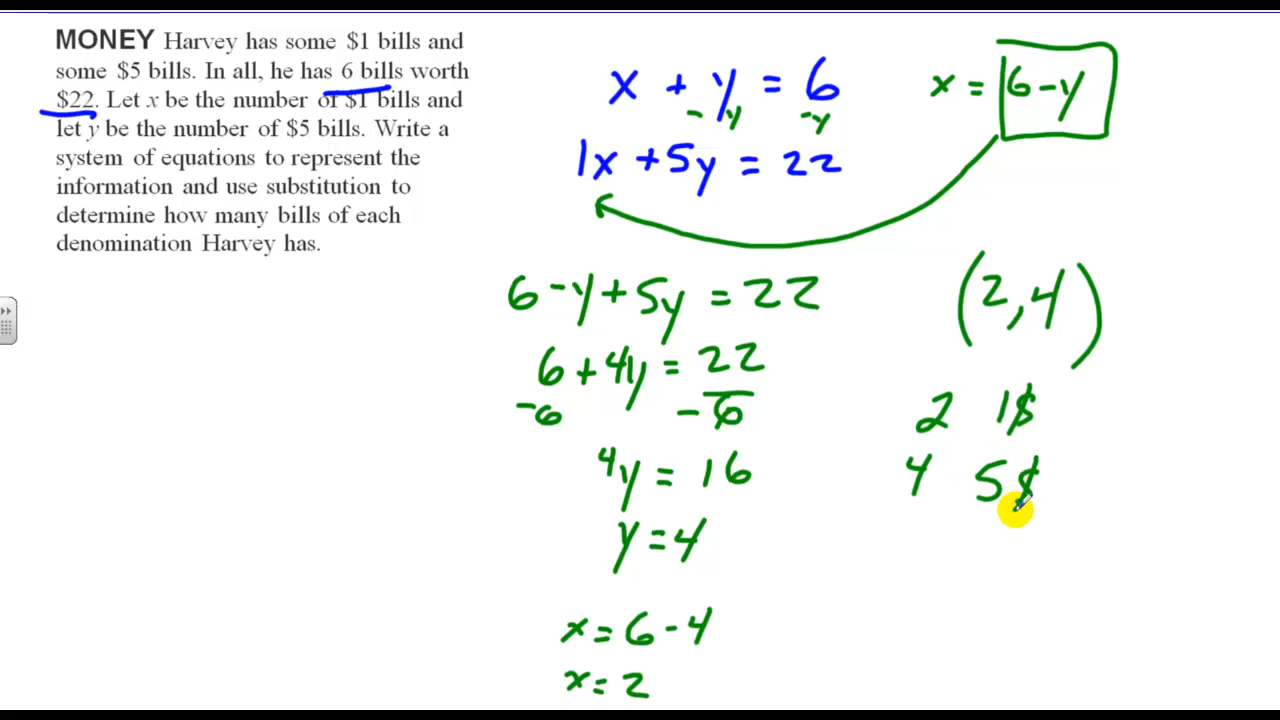 MONEY Harvey has some $1 bills and
some $5 bills. In all, he has 6 bills worth
$22. Let x be the number of $1 bills and
let y be the number of $5 bills. Write a
system of equations to represent the
information and use substitution to
determine how many bills of each
denomination Harvey has.
x + y = 6
-y -y
1x + 5y = 22
x = 6 - y
6 - y + 5y = 22
6 + 4y = 22
-6 -6
4y = 16
y = 4
x = 6 - 4
x = 2
(2, 4)
2 1$
4 5$